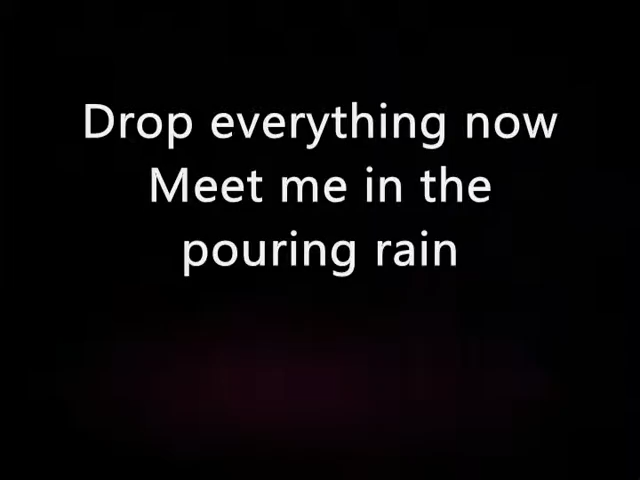 Drop everything now
Meet me in the
pouring rain